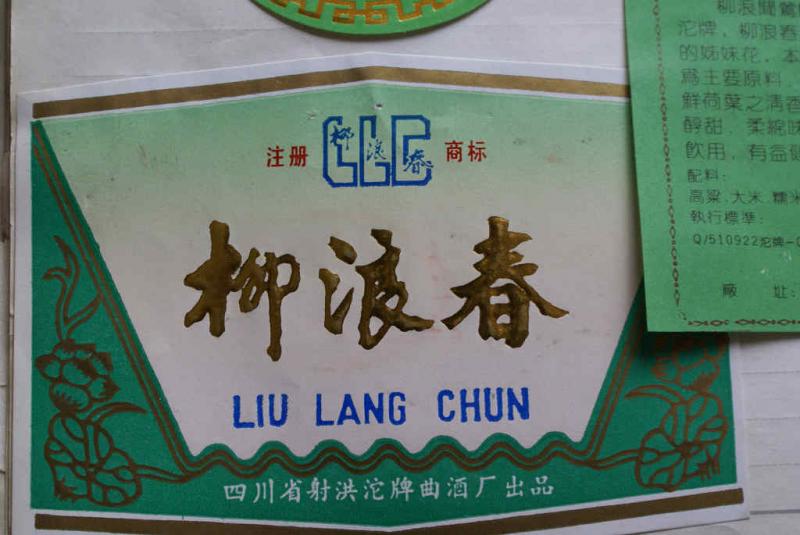 注册 柳浪春 商标
LLC
柳浪春
LIU LANG CHUN
四川省射洪沱牌曲酒厂出品
柳浪聞鶯
沱牌，柳浪春
的姊妹花，本
爲主要原料
鮮荷葉之清香
醇甜，柔綿
飲用，有益
配料：
高粱、大米、糯米
執行標準：
Q/510922沱牌-
廠 址：